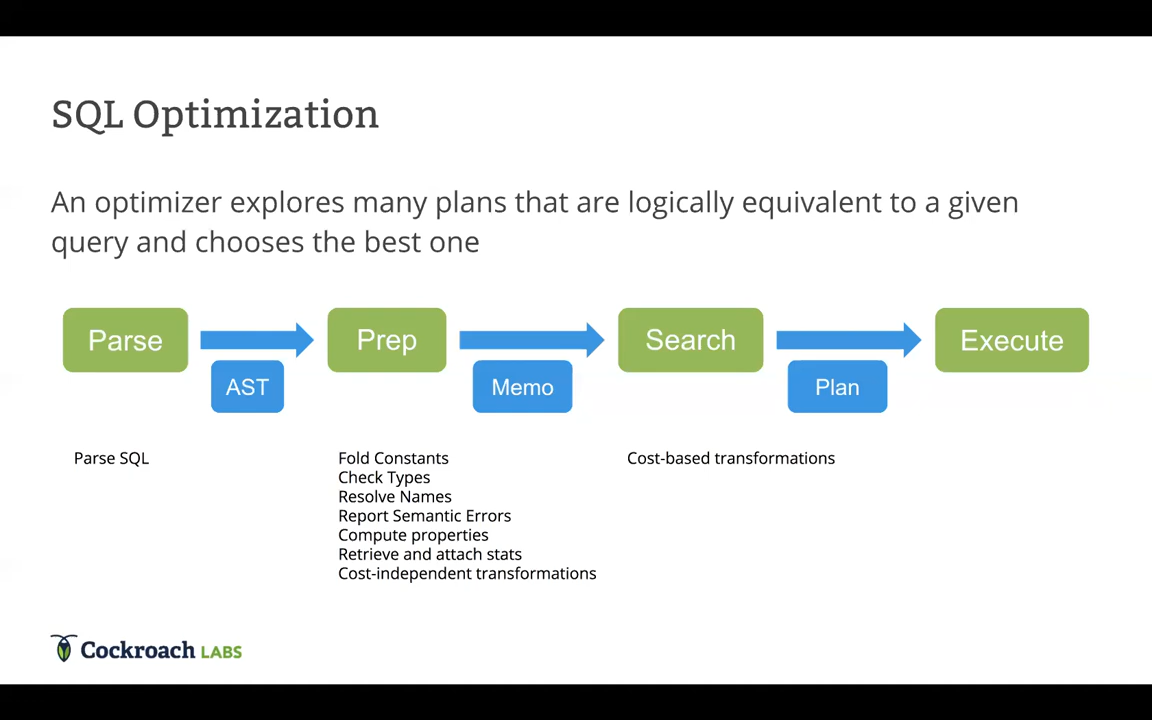 SQL Optimization
An optimizer explores many plans that are logically equivalent to a given
query and chooses the best one
Parse
Prep
Search
Execute
AST
Memo
Plan
Parse SQL
Fold Constants
Check Types
Resolve Names
Report Semantic Errors
Compute properties
Retrieve and attach stats
Cost-independent transformations
Cost-based transformations
Cockroach LABS